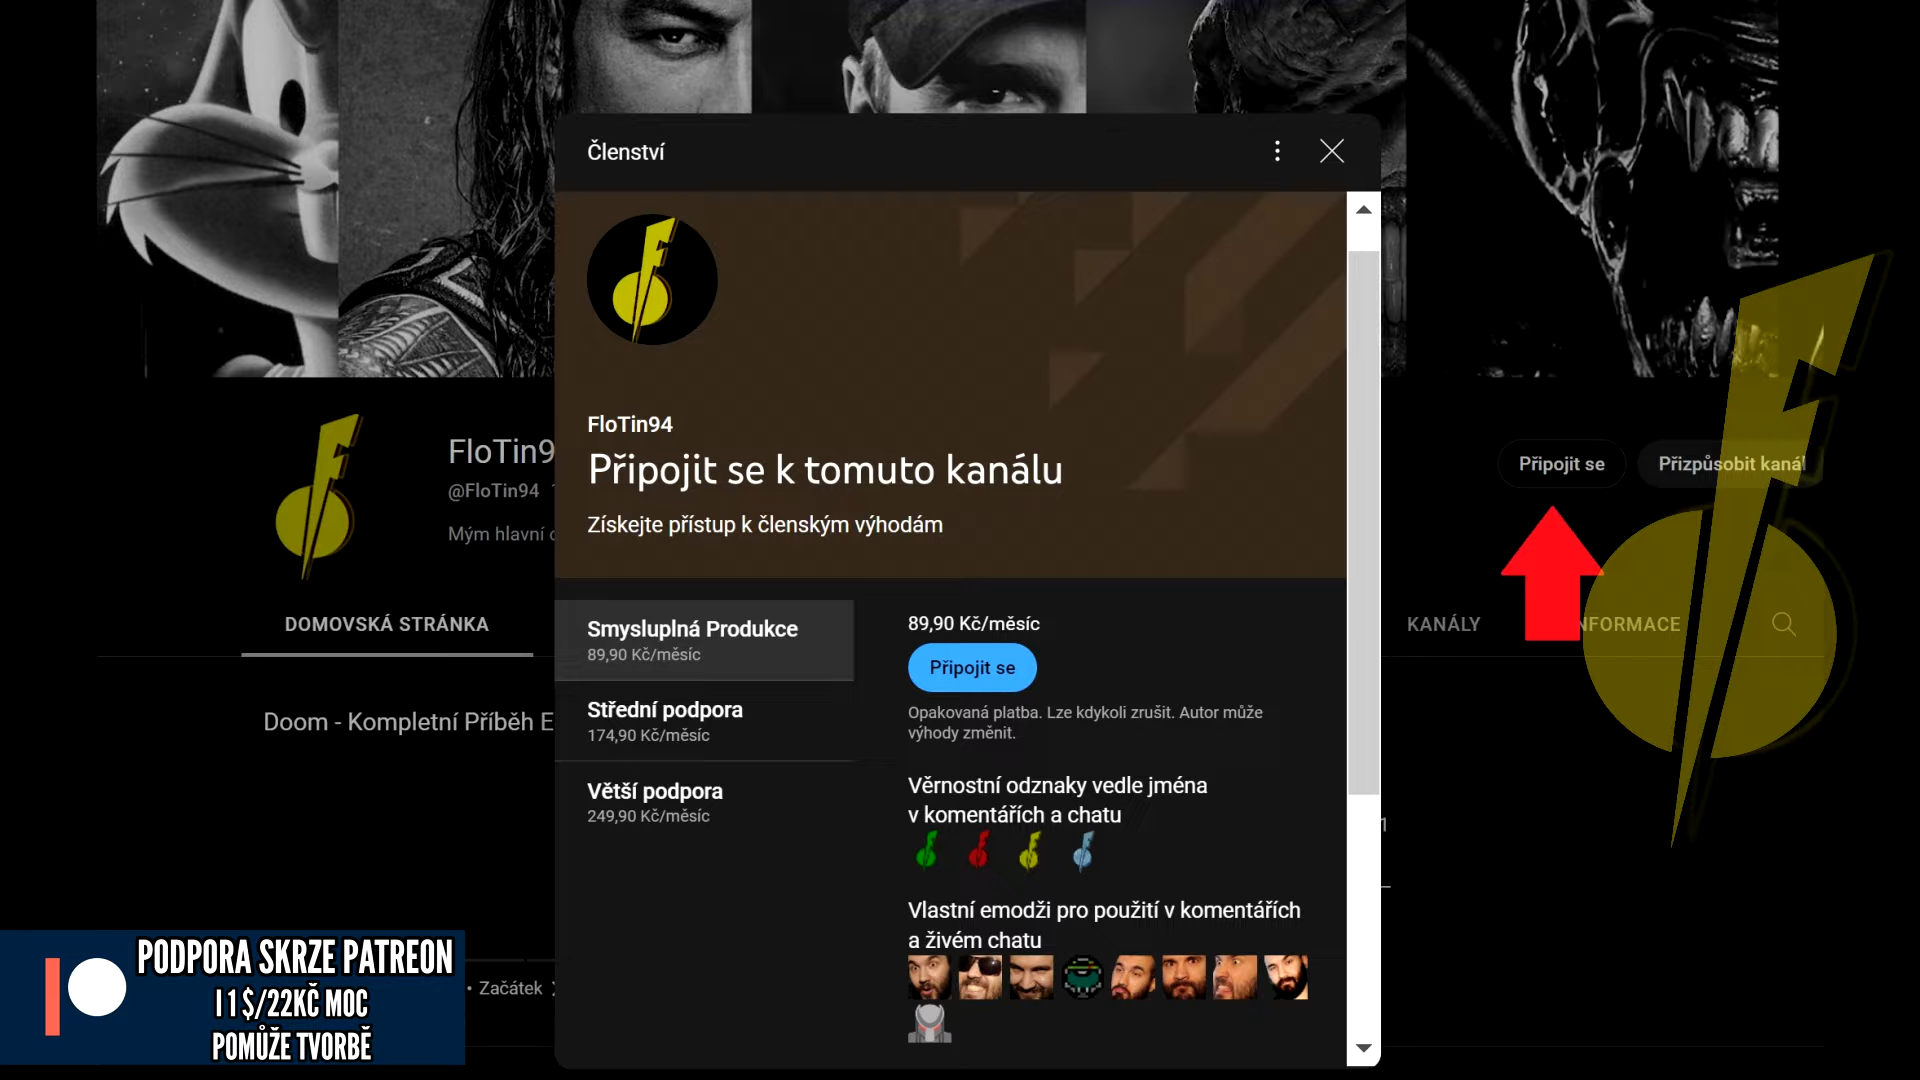 Členství
FloTin94
Připojit se k tomuto kanálu
Získejte přístup k členským výhodám
FloTin9
@FloTin94
Mým hlavní
Připojit se
Přizpůsobit kanál
DOMOVSKÁ STRÁNKA
KANÁLY
NFORMACE
Doom - Kompletní Příběh E
Smysluplná Produkce
89,90 Kč/měsíc
Střední podpora
174,90 Kč/měsíc
Větší podpora
249,90 Kč/měsíc
89,90 Kč/měsíc
Připojit se
Opakovaná platba. Lze kdykoli zrušit. Autor může
výhody změnit.
Věrnostní odznaky vedle jména
v komentářích a chatu
Vlastní emodži pro použití v komentářích
a živém chatu
• Začátek
PODPORA SKRZE PATREON
I 1 $/22KČ MOC
POMŮŽE TVORBĚ